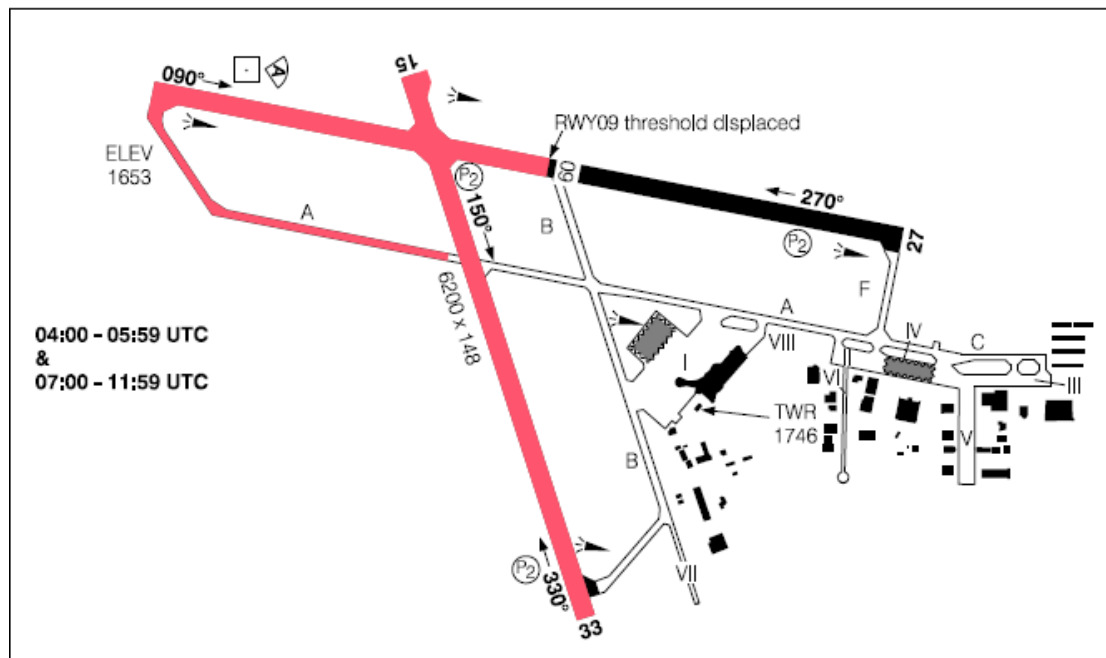 15
090°
A
RWY09 threshold displaced
ELEV
1653
09
P2
150°
270°
27
A
B
P2
F
6200 x 148
A
IV
C
04:00 - 05:59 UTC
&
07:00 - 11:59 UTC
I
VIII
VI
III
TWR
1746
V
B
P2
330°
VII
33